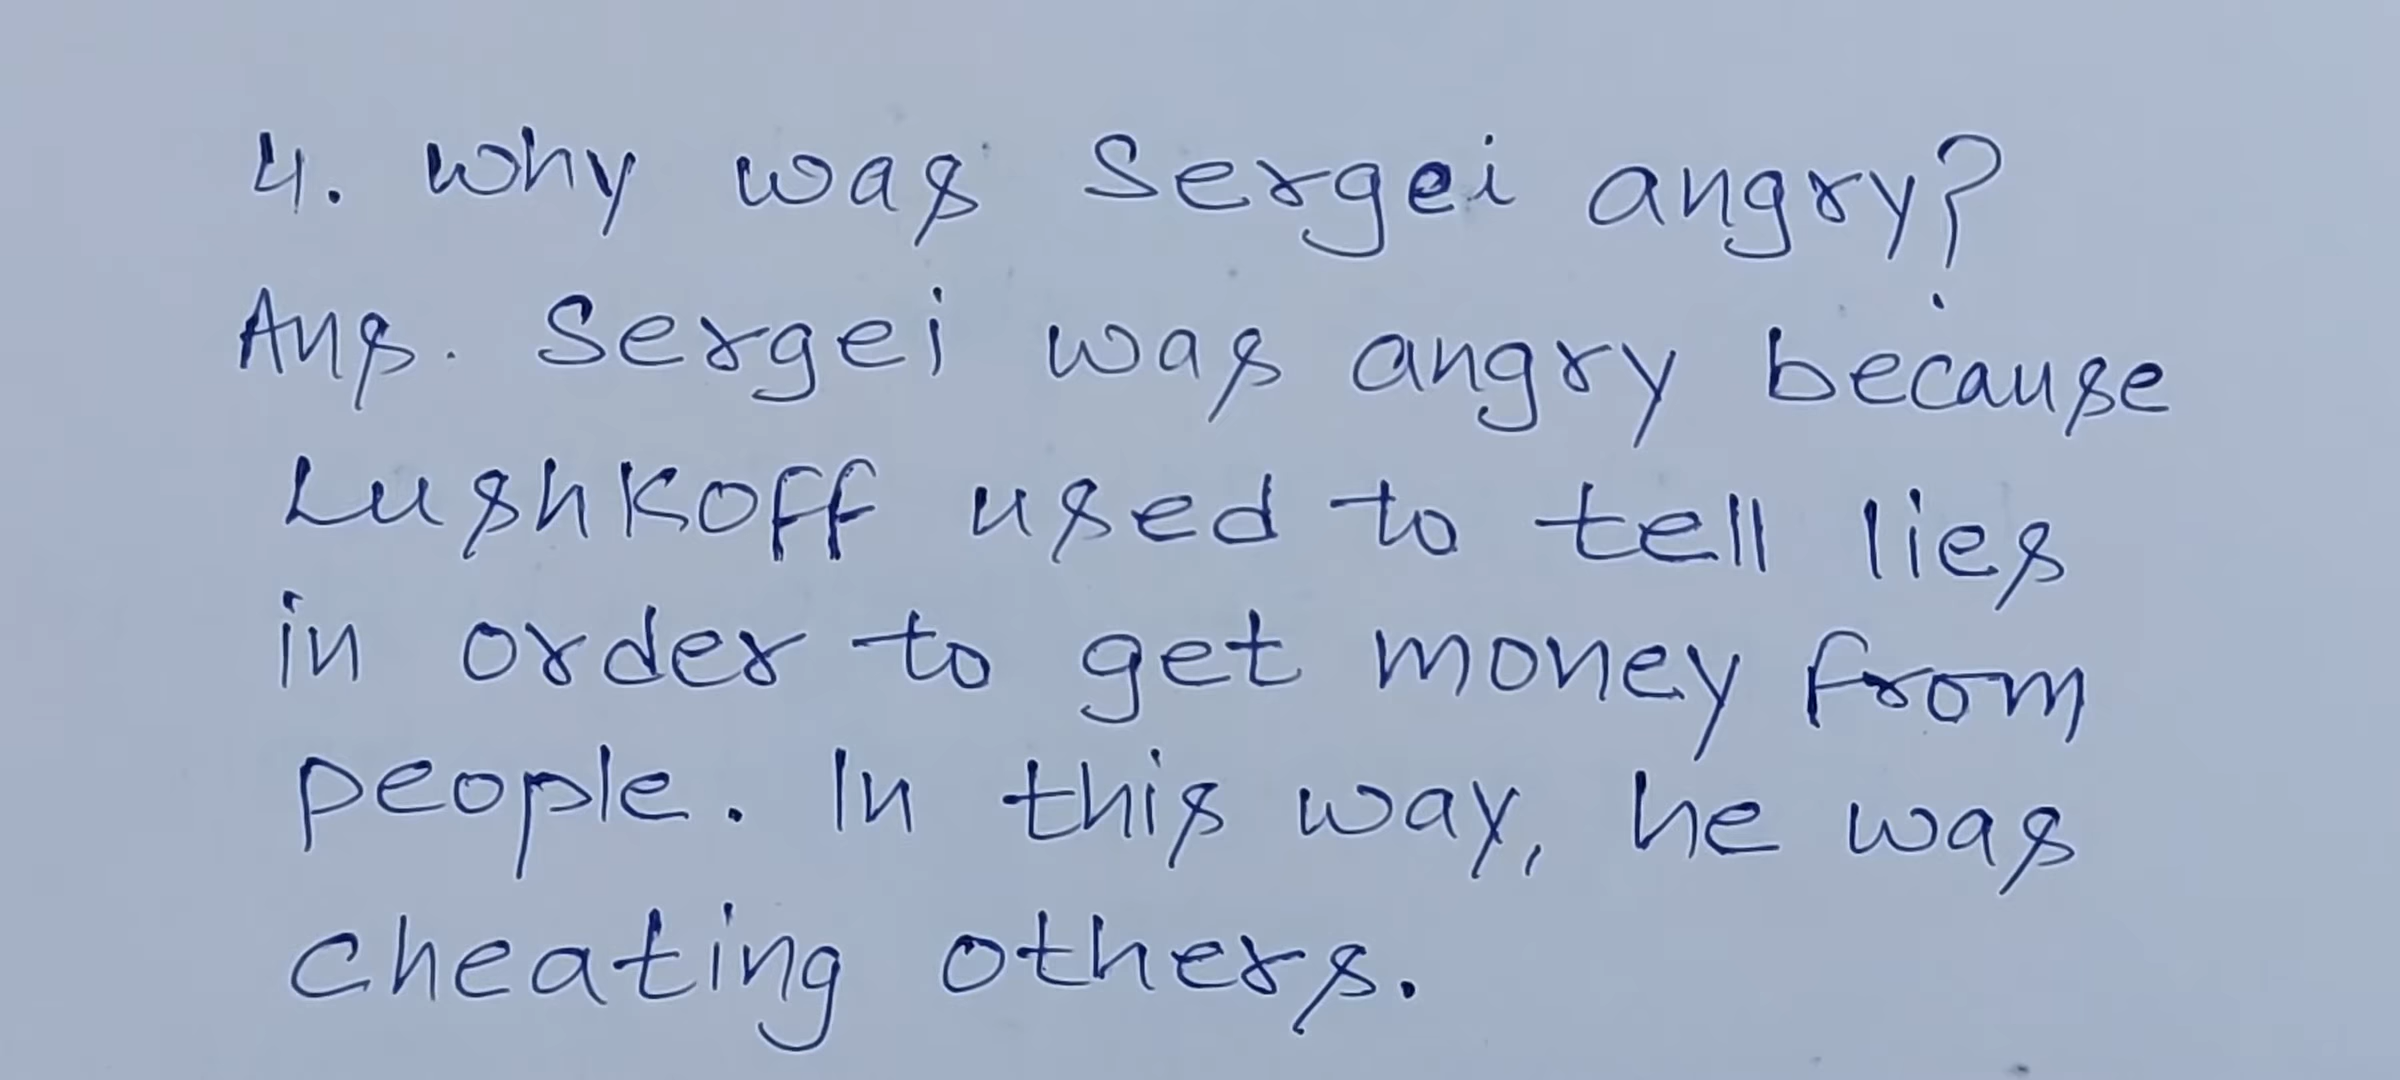 4. Why was Sergei angry?
Ans. Sergei was angry because
Lushkoff used to tell lies
in order to get money from
people. In this way, he was
cheating others.